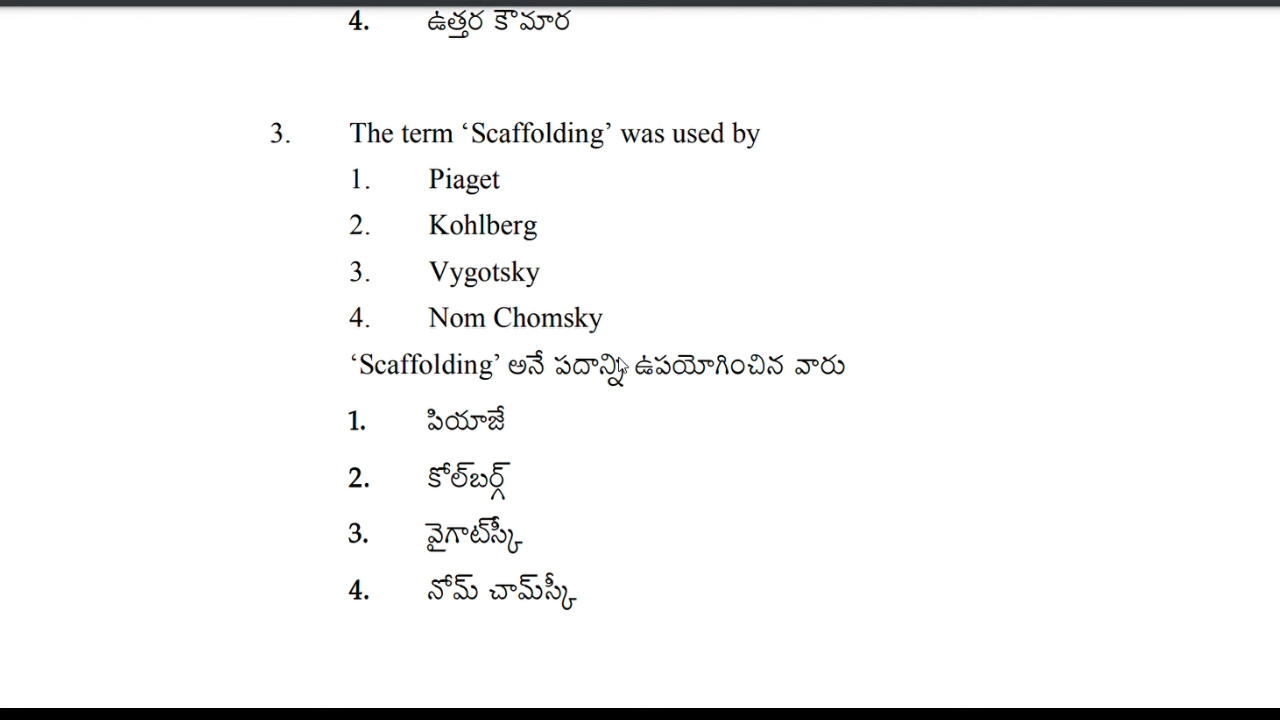 4. ఉత్తర కౌమార
3. The term ‘Scaffolding’ was used by
1. Piaget
2. Kohlberg
3. Vygotsky
4. Nom Chomsky
‘Scaffolding’ అనే పదాన్ని ఉపయోగించిన వారు
1. పియాజే
2. కోల్‌బర్గ్
3. వైగాట్‌స్కీ
4. నోమ్ చామ్‌స్కీ